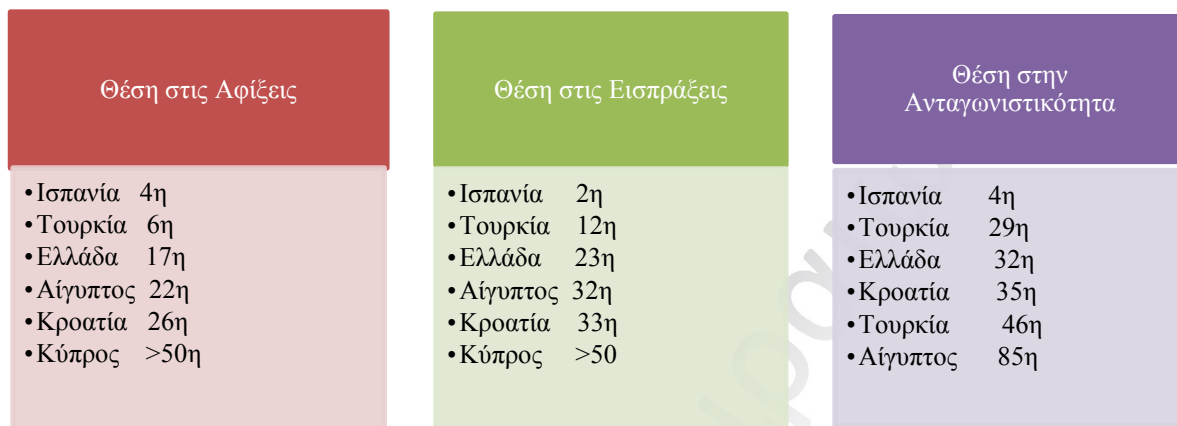 Θέση στις Αφίξεις
• Ισπανία 4η
• Τουρκία 6η
• Ελλάδα 17η
• Αίγυπτος 22η
• Κροατία 26η
• Κύπρος >50η
Θέση στις Εισπράξεις
• Ισπανία 2η
• Τουρκία 12η
• Ελλάδα 23η
• Αίγυπτος 32η
• Κροατία 33η
• Κύπρος >50
Θέση στην
Ανταγωνιστικότητα
• Ισπανία 4η
• Τουρκία 29η
• Ελλάδα 32η
• Κροατία 35η
• Τουρκία 46η
• Αίγυπτος 85η